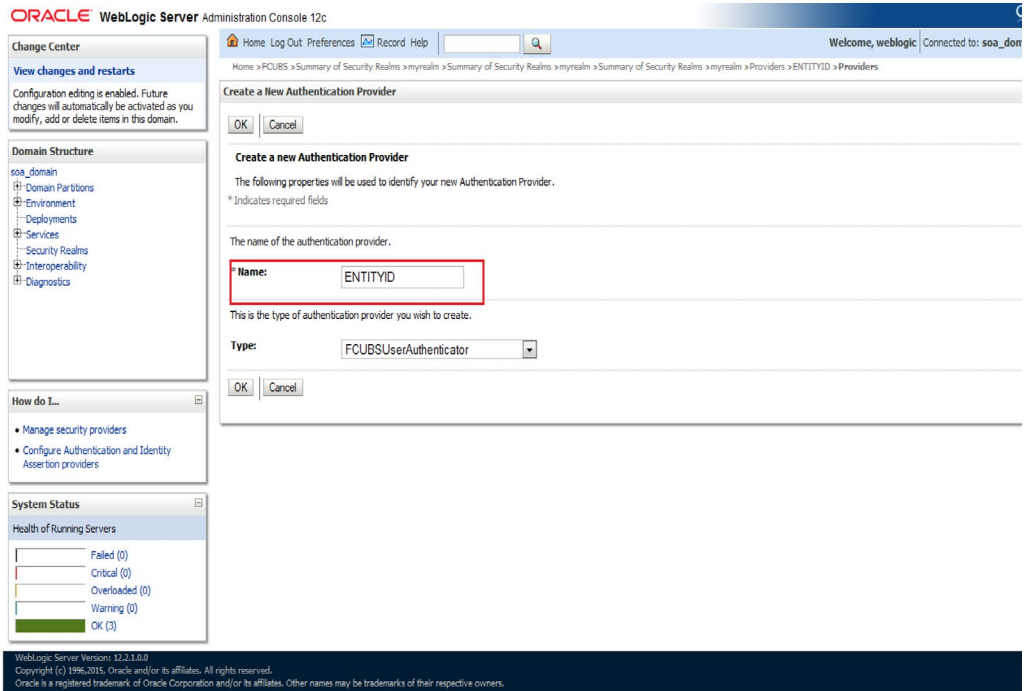 ORACLE WebLogic Server Administration Console 12c
Change Center
View changes and restarts
Configuration editing is enabled. Future
changes will automatically be activated as you
modify, add or delete items in this domain.
Domain Structure
soa_domain
Domain Partitions
Environment
Deployments
Services
Security Realms
Interoperability
Diagnostics
How do I...
Manage security providers
Configure Authentication and Identity
Assertion providers
System Status
Health of Running Servers
Failed (0)
Critical (0)
Overloaded (0)
Warning (0)
OK (3)
Home Log Out Preferences Record Help
Welcome, weblogic Connected to: soa_dom
Home >FCUBS >Summary of Security Realms >myrealm >Summary of Security Realms >myrealm >Summary of Security Realms >myrealm >Providers >ENTITYID >Providers
Create a New Authentication Provider
OK Cancel
Create a new Authentication Provider
The following properties will be used to identify your new Authentication Provider.
* Indicates required fields
The name of the authentication provider.
* Name: ENTITYID
This is the type of authentication provider you wish to create.
Type: FCUBSUserAuthenticator
OK Cancel
WebLogic Server Version: 12.2.1.0.0
Copyright (c) 1996,2015, Oracle and/or its affiliates. All rights reserved.
Oracle is a registered trademark of Oracle Corporation and/or its affiliates. Other names may be trademarks of their respective owners.